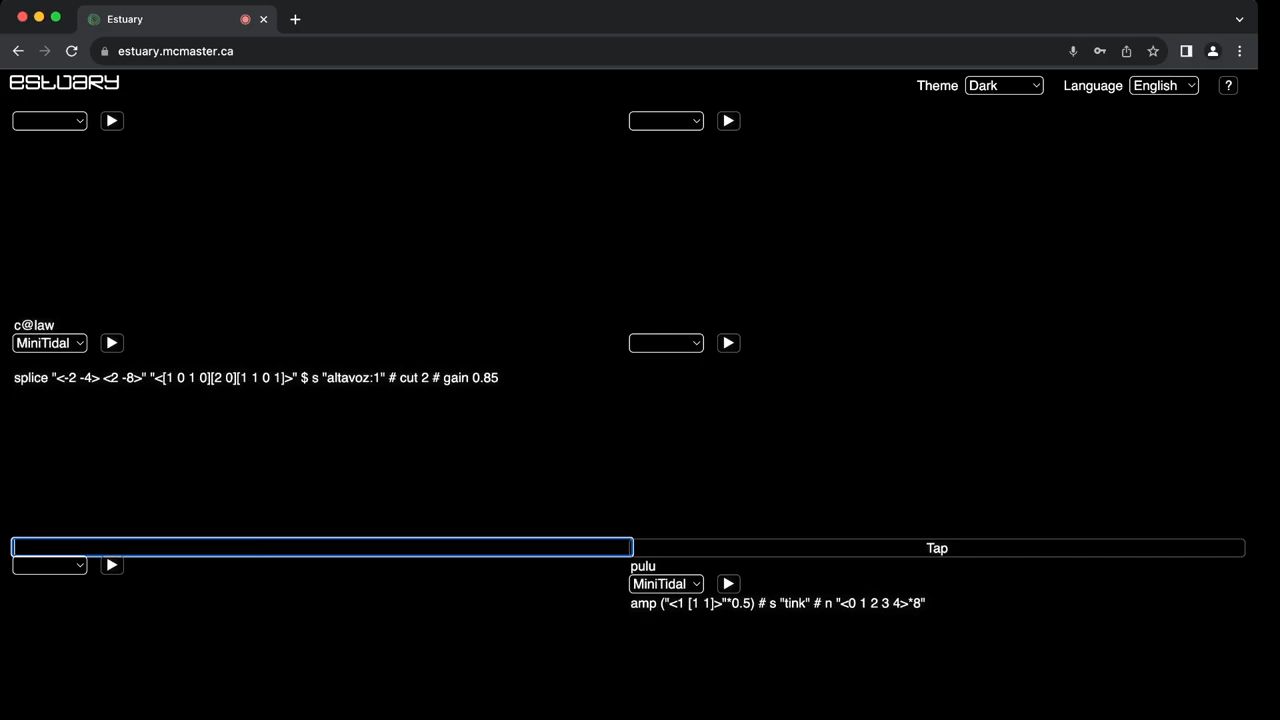 Estuary
estuary.mcmaster.ca
estuary
Theme Dark Language English ?
c@law
MiniTidal
splice "<-2 -4> <2 -8>" "<[1 0 1 0][2 0][1 1 0 1]>" $ s "altavoz:1" # cut 2 # gain 0.85
Tap
pulu
MiniTidal
amp ("<1 [1 1]>"*0.5) # s "tink" # n "<0 1 2 3 4>*8"